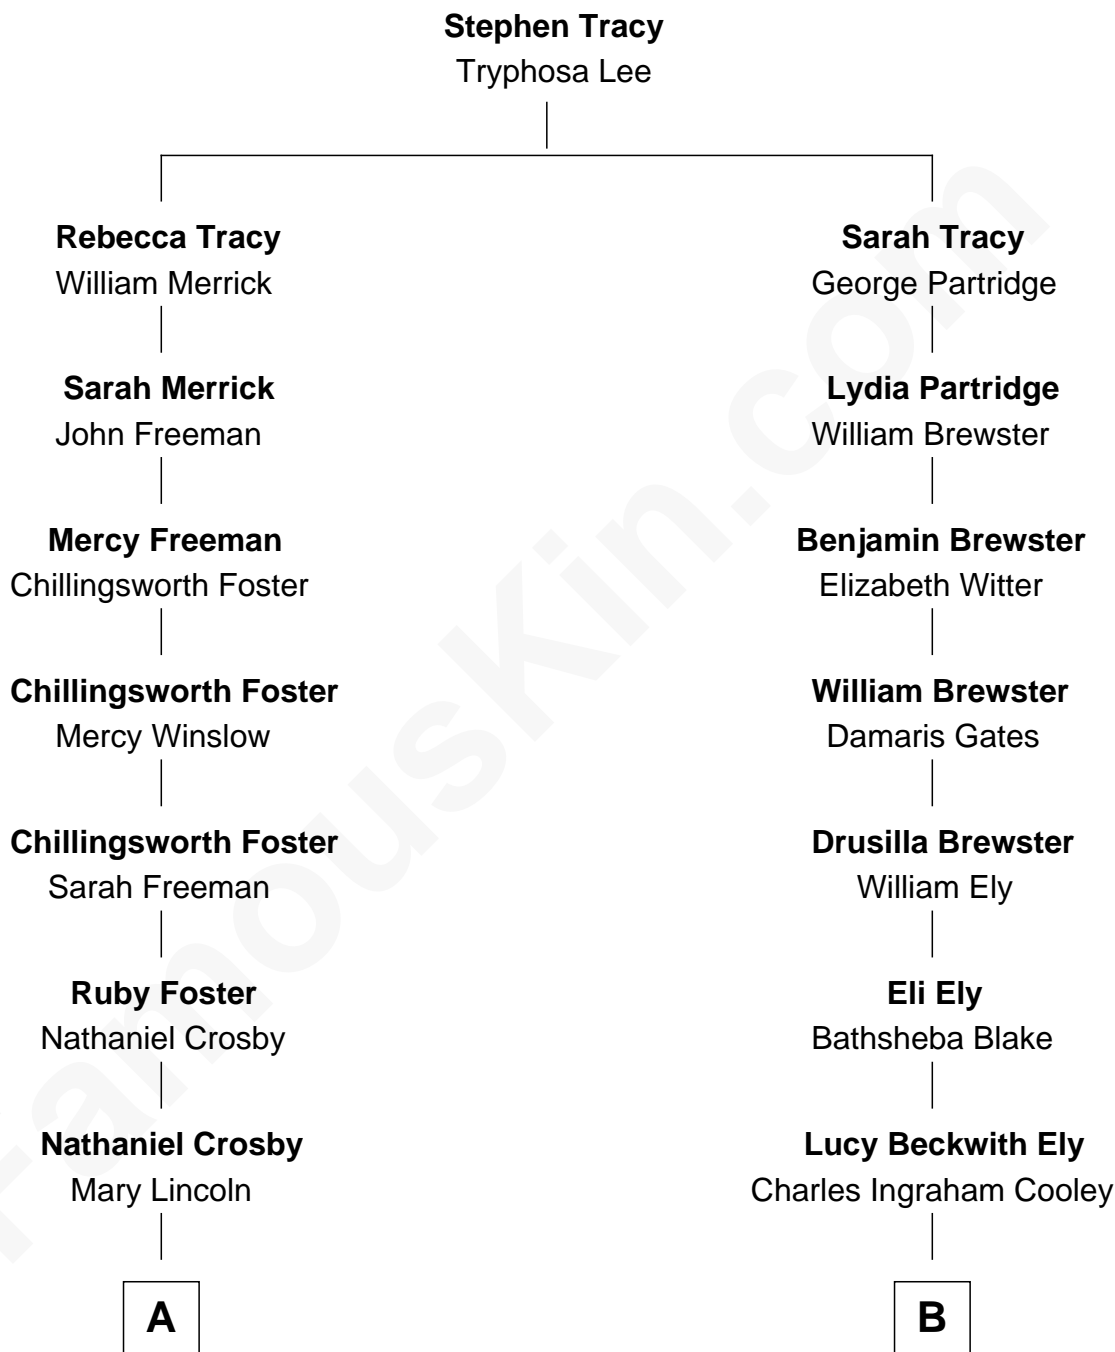 Stephen Tracy
Tryphosa Lee
Rebecca Tracy
William Merrick
Sarah Tracy
George Partridge
Sarah Merrick
John Freeman
Lydia Partridge
William Brewster
Mercy Freeman
Chillingsworth Foster
Benjamin Brewster
Elizabeth Witter
Chillingsworth Foster
Mercy Winslow
William Brewster
Damaris Gates
Chillingsworth Foster
Sarah Freeman
Drusilla Brewster
William Ely
Ruby Foster
Nathaniel Crosby
Eli Ely
Bathsheba Blake
Nathaniel Crosby
Mary Lincoln
Lucy Beckwith Ely
Charles Ingraham Cooley
A
B
FamousKin.com